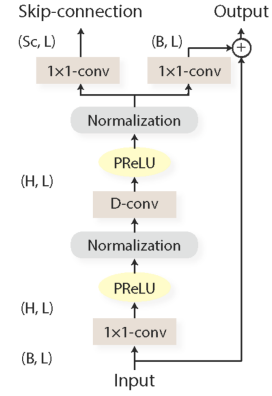 Skip-connection Output
(Sc, L) (B, L)
+
1×1-conv 1×1-conv
Normalization
PReLU
(H, L)
D-conv
Normalization
PReLU
(H, L)
1×1-conv
(B, L)
Input